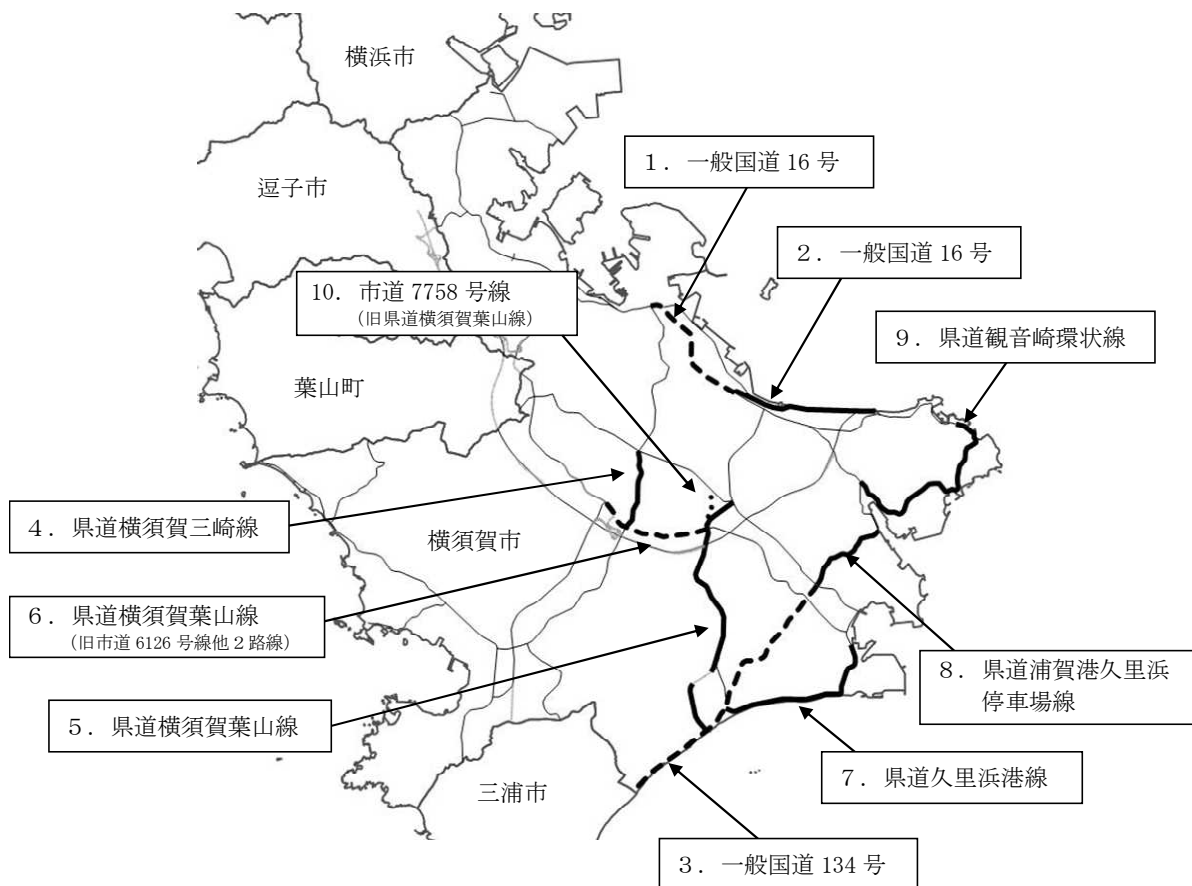 横浜市
1. 一般国道 16 号
逗子市
2. 一般国道 16 号
10. 市道 7758 号線
(旧県道横須賀葉山線)
9. 県道観音崎環状線
葉山町
4. 県道横須賀三崎線
横須賀市
6. 県道横須賀葉山線
(旧市道 6126 号線他 2 路線)
8. 県道浦賀港久里浜
停車場線
5. 県道横須賀葉山線
7. 県道久里浜港線
三浦市
3. 一般国道 134 号